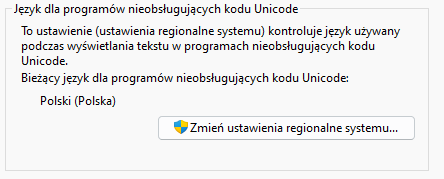 Język dla programów nieobsługujących kodu Unicode
To ustawienie (ustawienia regionalne systemu) kontroluje język używany
podczas wyświetlania tekstu w programach nieobsługujących kodu
Unicode.
Bieżący język dla programów nieobsługujących kodu Unicode:
Polski (Polska)
Zmień ustawienia regionalne systemu...